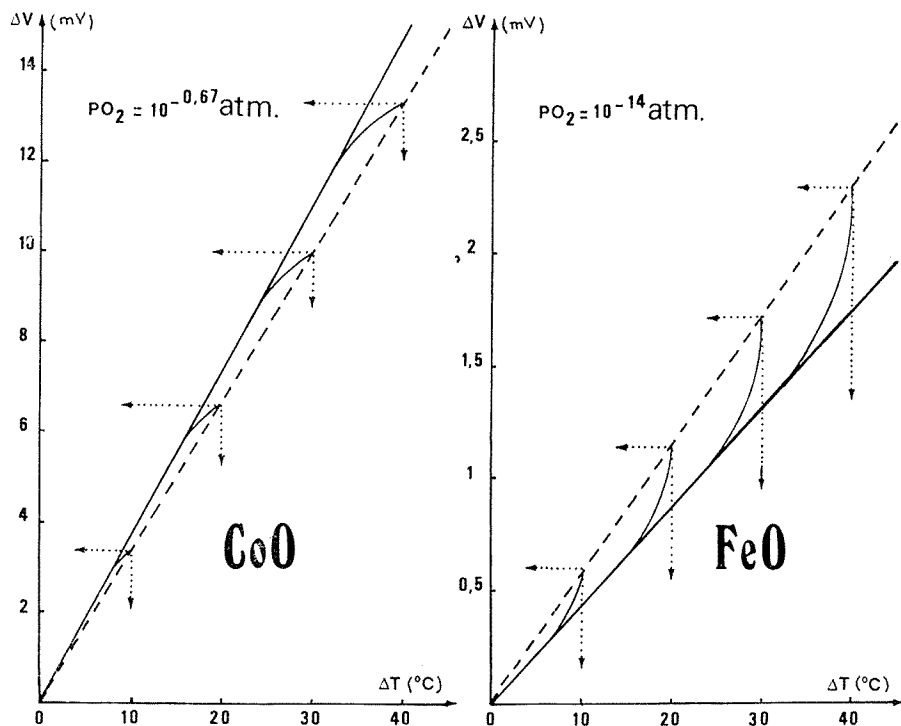 ΔV (mV)
14
12
10
8
6
4
2
0
10
20
30
40
ΔT (°C)
PO₂ = 10⁻⁰,⁶⁷ atm.
CoO
ΔV (mV)
2,5
2
1,5
1
0,5
0
10
20
30
40
ΔT (°C)
PO₂ = 10⁻¹⁴ atm.
FeO